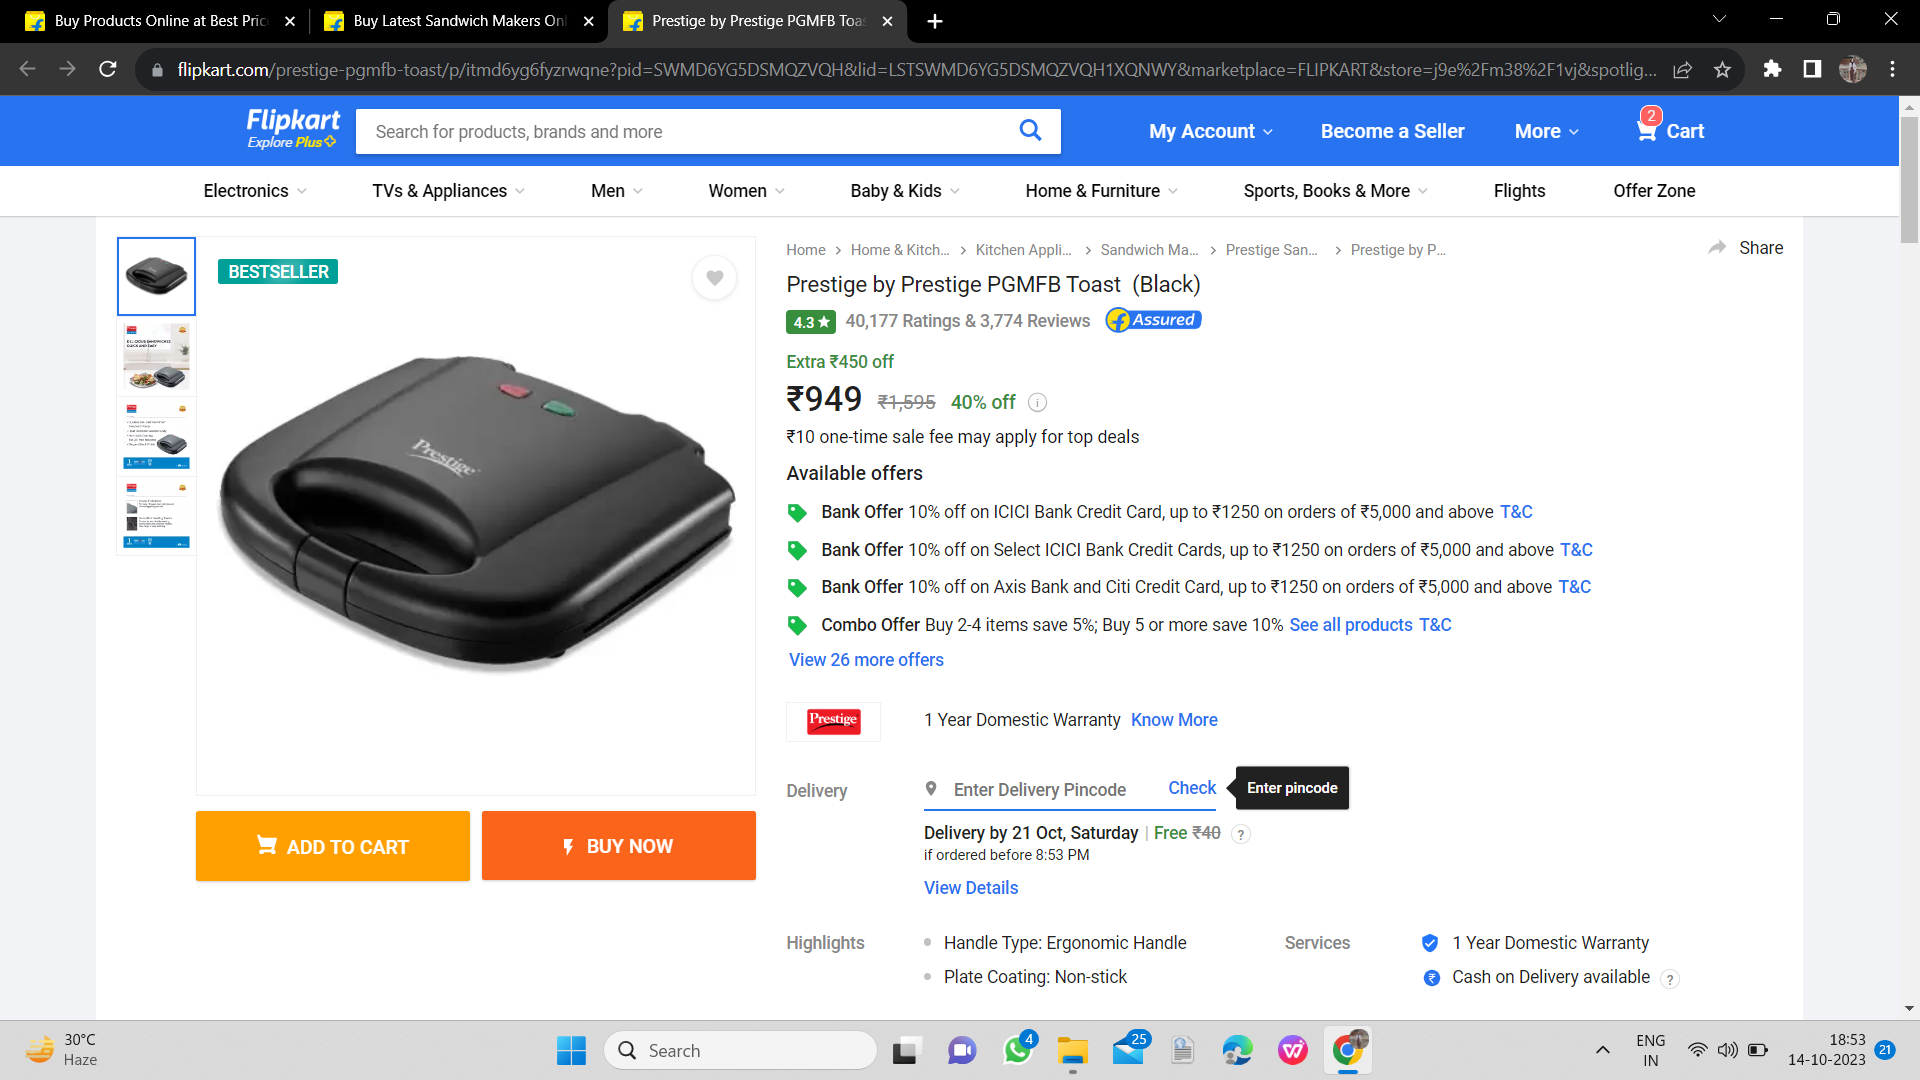 Buy Products Online at Best Pric
Buy Latest Sandwich Makers Onl
Prestige by Prestige PGMFB Toas
flipkart.com/prestige-pgmfb-toast/p/itmd6yg6fyzrwqne?pid=SWMD6YG5DSMQZVQH&lid=LSTSWMD6YG5DSMQZVQH1XQNWY&marketplace=FLIPKART&store=j9e%2Fm38%2F1vj&spotlig...
Flipkart
Explore Plus
Search for products, brands and more
My Account
Become a Seller
More
2
Cart
Electronics
TVs & Appliances
Men
Women
Baby & Kids
Home & Furniture
Sports, Books & More
Flights
Offer Zone
BESTSELLER
DELICIOUS SANDWICHES
QUICK AND EASY
Prestige
ADD TO CART
BUY NOW
Home > Home & Kitch... > Kitchen Appli... > Sandwich Ma... > Prestige San... > Prestige by P...
Share
Prestige by Prestige PGMFB Toast (Black)
4.3★ 40,177 Ratings & 3,774 Reviews Assured
Extra ₹450 off
₹949 ₹1,595 40% off
₹10 one-time sale fee may apply for top deals
Available offers
Bank Offer 10% off on ICICI Bank Credit Card, up to ₹1250 on orders of ₹5,000 and above T&C
Bank Offer 10% off on Select ICICI Bank Credit Cards, up to ₹1250 on orders of ₹5,000 and above T&C
Bank Offer 10% off on Axis Bank and Citi Credit Card, up to ₹1250 on orders of ₹5,000 and above T&C
Combo Offer Buy 2-4 items save 5%; Buy 5 or more save 10% See all products T&C
View 26 more offers
Prestige
1 Year Domestic Warranty Know More
Delivery
Enter Delivery Pincode
Check
Enter pincode
Delivery by 21 Oct, Saturday | Free ₹40 ?
if ordered before 8:53 PM
View Details
Highlights
Handle Type: Ergonomic Handle
Plate Coating: Non-stick
Services
1 Year Domestic Warranty
₹ Cash on Delivery available ?
30°C
Haze
Search
4
25
ENG
IN
18:53
14-10-2023
21